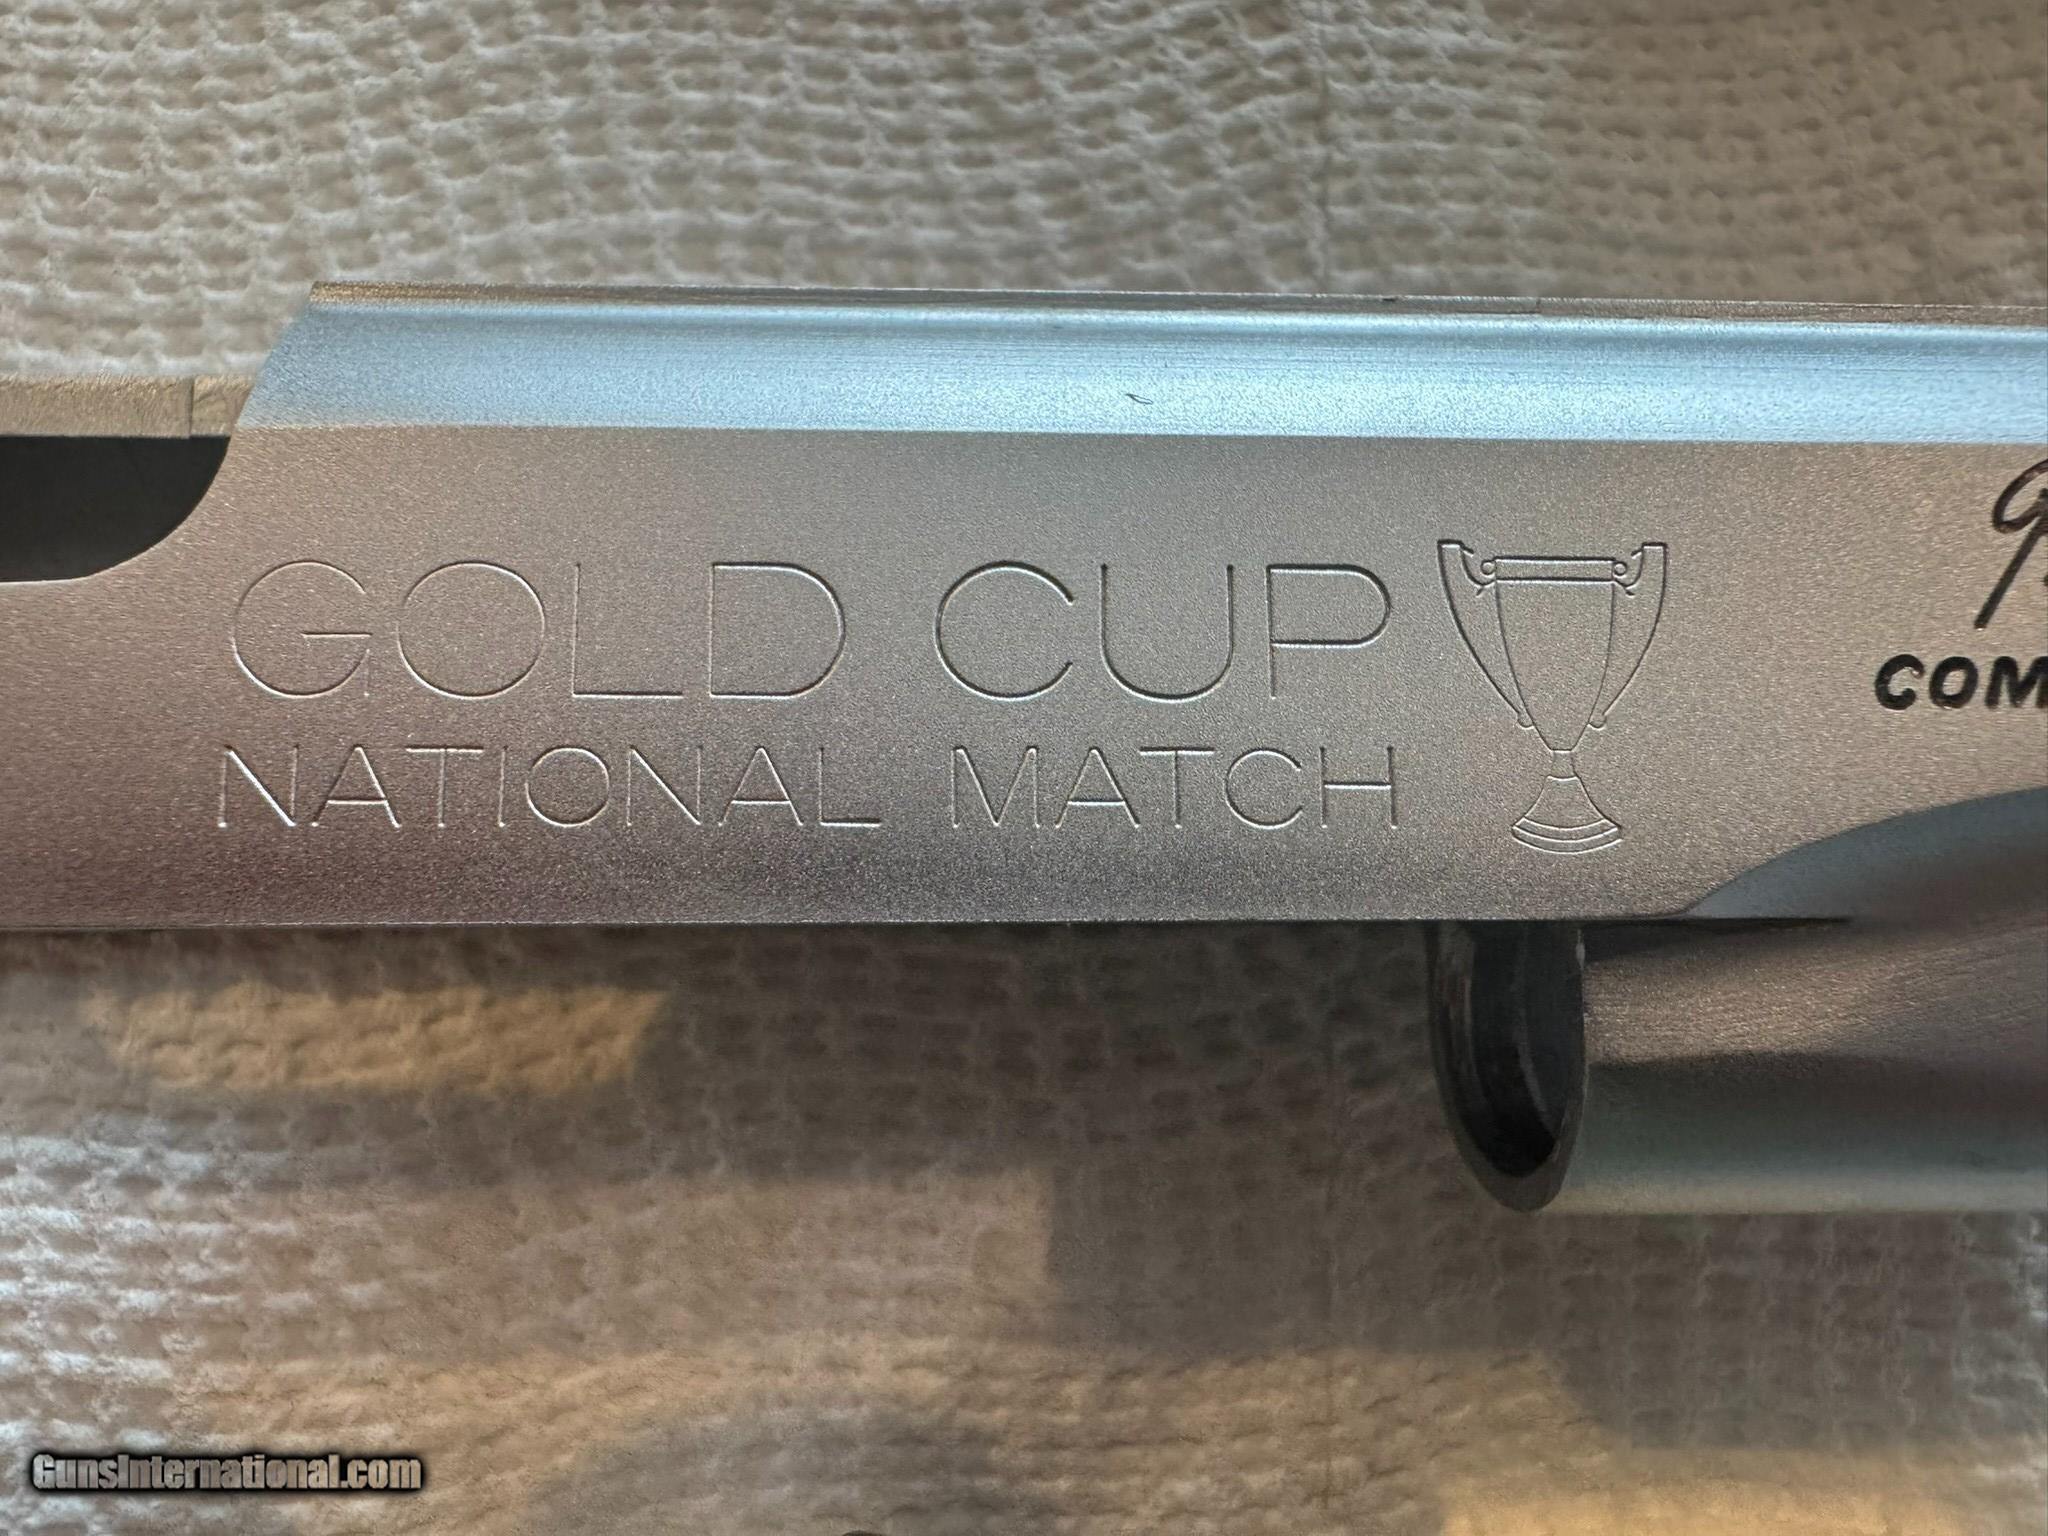 GOLD CUP
NATIONAL MATCH
COM
GunsInternational.com